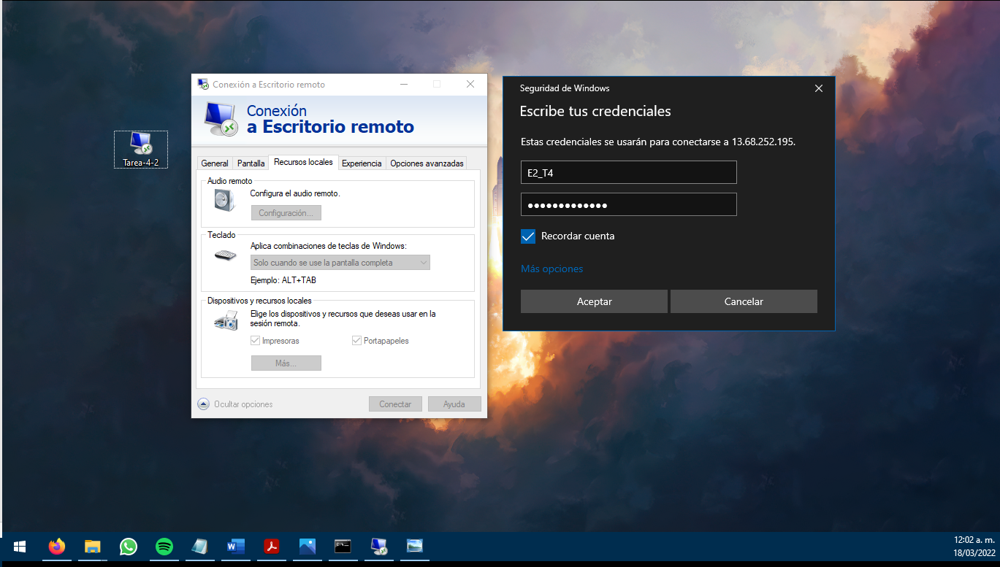 Tarea-4-2
Conexión a Escritorio remoto
Conexión
a Escritorio remoto
General Pantalla Recursos locales Experiencia Opciones avanzadas
Audio remoto
Configura el audio remoto.
Configuración...
Teclado
Aplica combinaciones de teclas de Windows:
Solo cuando se use la pantalla completa
Ejemplo: ALT+TAB
Dispositivos y recursos locales
Elige los dispositivos y recursos que deseas usar en la
sesión remota.
Impresoras Portapapeles
Más...
Ocultar opciones Conectar Ayuda
Seguridad de Windows
Escribe tus credenciales
Estas credenciales se usarán para conectarse a 13.68.252.195.
E2_T4
●●●●●●●●●●●●●
Recordar cuenta
Más opciones
Aceptar Cancelar
12:02 a. m.
18/03/2022